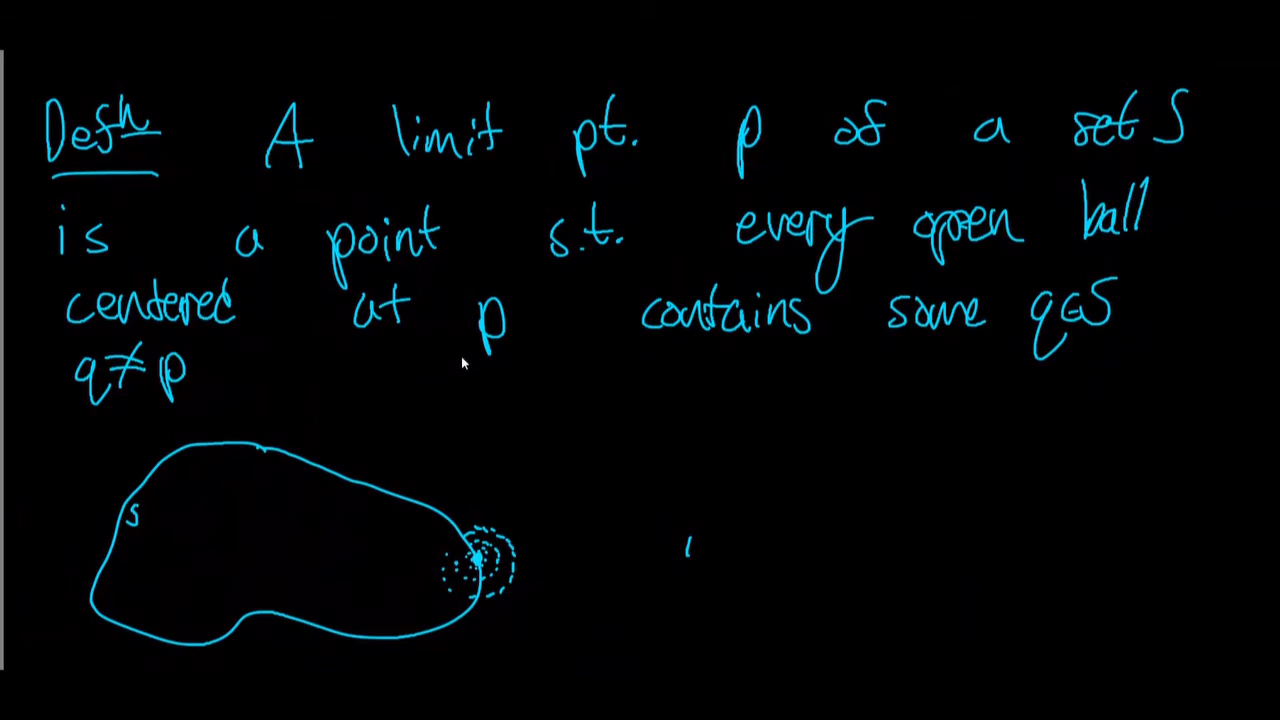 Defn A limit pt. p of a set S
is a point s.t. every open ball
centered at p contains some q∈S
q≠p
S